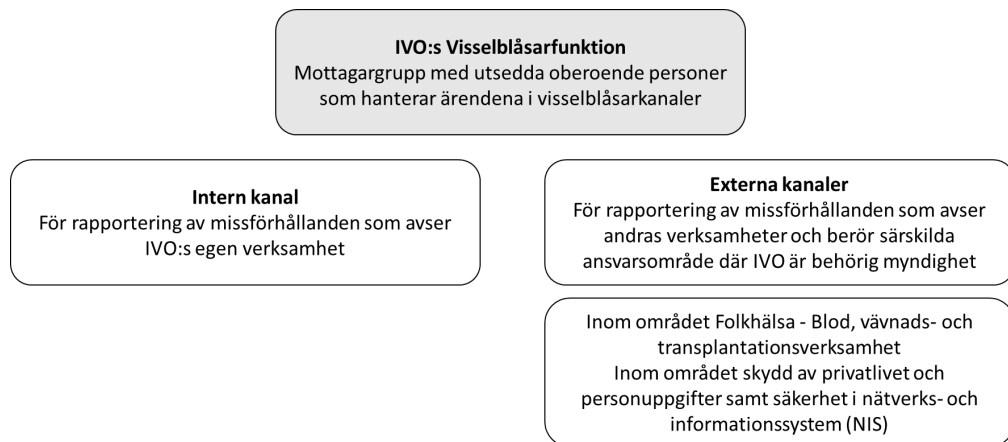 IVO:s Visselblåsarfunktion
Mottagargrupp med utsedda oberoende personer
som hanterar ärendena i visselblåsarkanaler
Intern kanal
För rapportering av missförhållanden som avser
IVO:s egen verksamhet
Externa kanaler
För rapportering av missförhållanden som avser
andras verksamheter och berör särskilda
ansvarsområde där IVO är behörig myndighet
Inom området Folkhälsa - Blod, vävnads- och
transplantationsverksamhet
Inom området skydd av privatlivet och
personuppgifter samt säkerhet i nätverks- och
informationssystem (NIS)